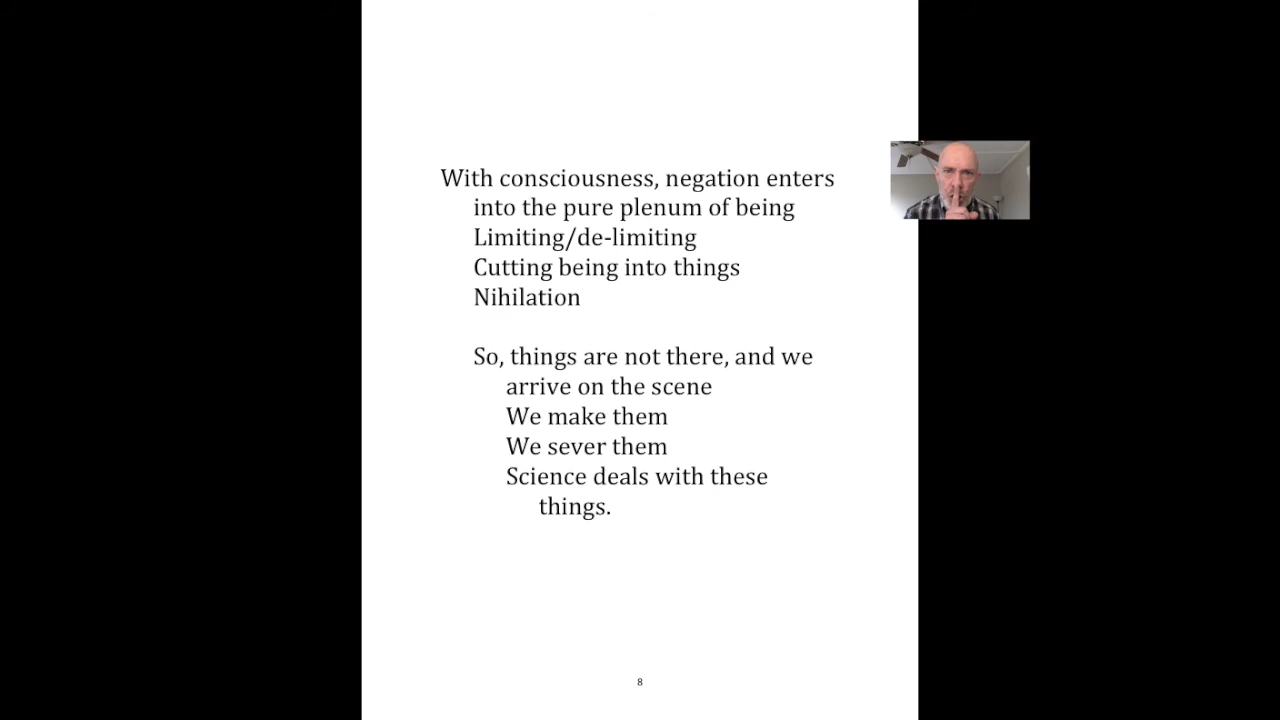 With consciousness, negation enters
into the pure plenum of being
Limiting/de-limiting
Cutting being into things
Nihilation
So, things are not there, and we
arrive on the scene
We make them
We sever them
Science deals with these
things.
8